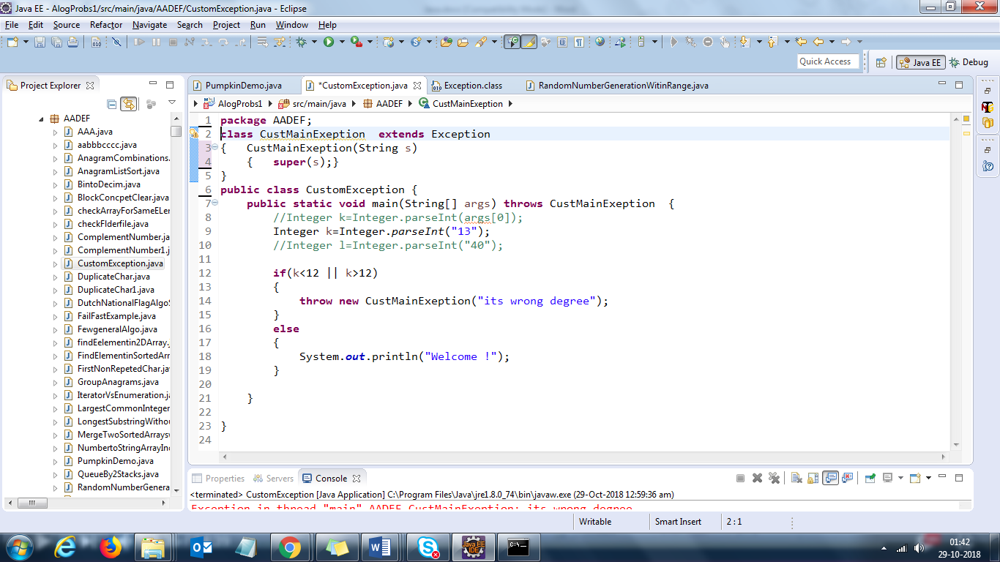 Java EE - AlogProbs1/src/main/java/AADEF/CustomException.java - Eclipse
File Edit Source Refactor Navigate Search Project Run Window Help
Quick Access Java EE Debug
Project Explorer
AADEF
AAA.java
aabbbcccc.java
AnagramCombinations.
AnagramListSort.java
BintoDecim.java
BlockConcpetClear.java
checkArrayForSameELer
checkFIderfile.java
ComplementNumber.ja
ComplementNumber1.j
CustomException.java
DuplicateChar.java
DuplicateChar1.java
DutchNationalFlagAlgoS
FailFastExample.java
FewgeneralAlgo.java
findEelementin2DArray.
FindElementinSortedArr
FirstNonRepetedChar.jav
GroupAnagrams.java
IteratorVsEnumeration.ja
LargestCommonInteger
LongestSubstringWithou
MergeTwoSortedArraysv
NumbertoStringArrayInc
PumpkinDemo.java
QueueBy2Stacks.java
RandomNumberGenera
PumpkinDemo.java *CustomException.java Exception.class RandomNumberGenerationWitinRange.java
AlogProbs1 src/main/java AADEF CustMainExeption
1 package AADEF;
2 class CustMainExeption  extends Exception
3 {   CustMainExeption(String s)
4     {   super(s);}
5 }
6 public class CustomException {
7     public static void main(String[] args) throws CustMainExeption  {
8         //Integer k=Integer.parseInt(args[0]);
9         Integer k=Integer.parseInt("13");
10         //Integer l=Integer.parseInt("40");
11
12         if(k<12 || k>12)
13         {
14             throw new CustMainExeption("its wrong degree");
15         }
16         else
17         {
18             System.out.println("Welcome !");
19         }
20
21     }
22
23 }
24
Properties Servers Console
<terminated> CustomException [Java Application] C:\Program Files\Java\jre1.8.0_74\bin\javaw.exe (29-Oct-2018 12:59:36 am)
Exception in thread "main" AADEF.CustMainExeption: its wrong degree
Writable Smart Insert 2 : 1
01:42
29-10-2018